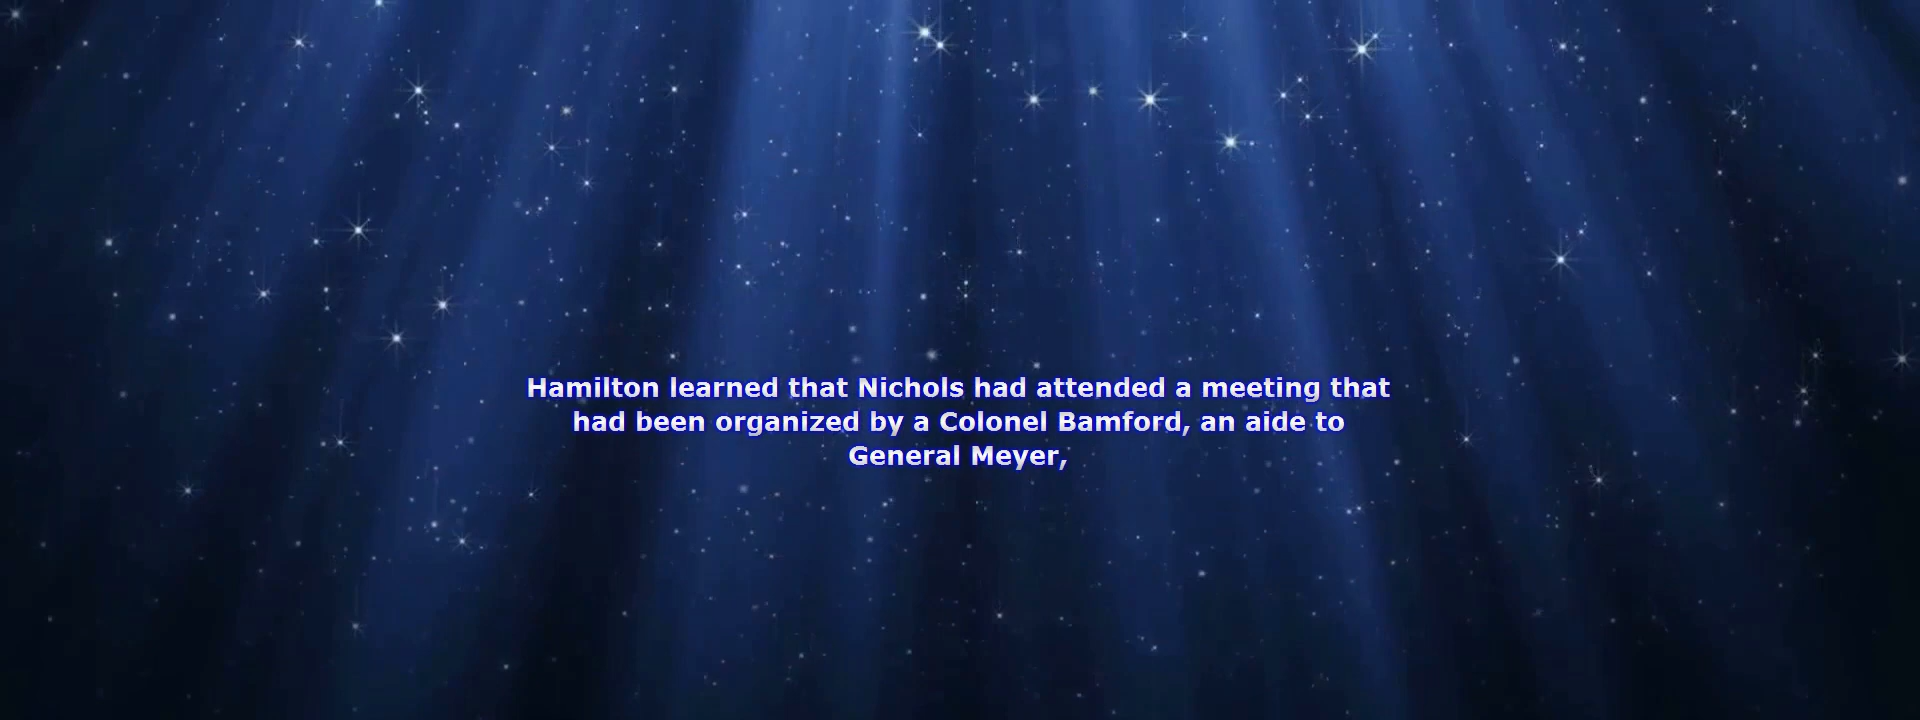 Hamilton learned that Nichols had attended a meeting that
had been organized by a Colonel Bamford, an aide to
General Meyer,